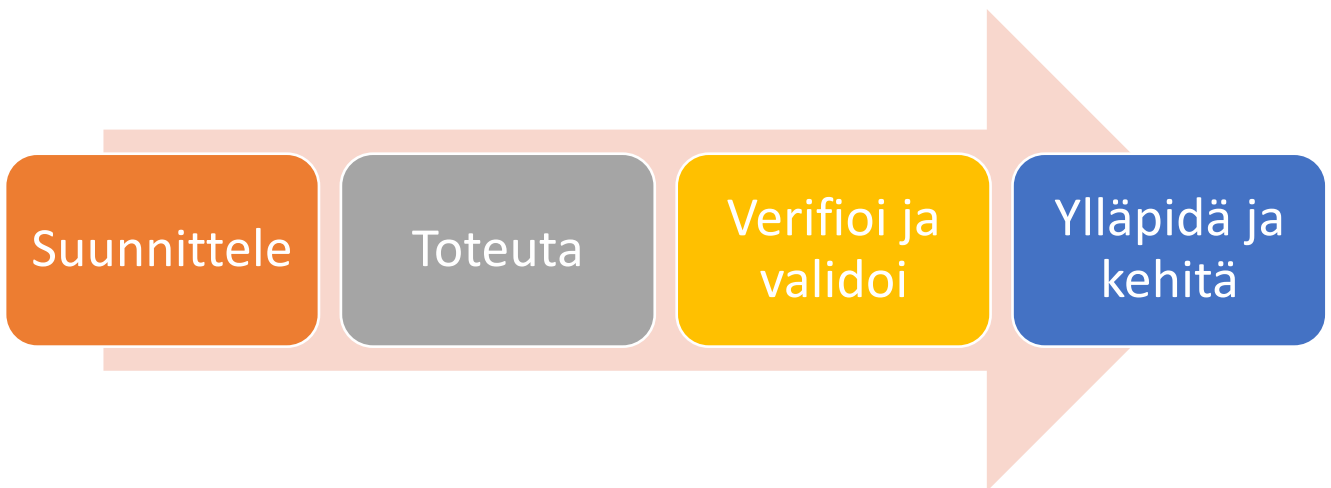 Suunnittele
Toteuta
Verifioi ja
validoi
Ylläpidä ja
kehitä